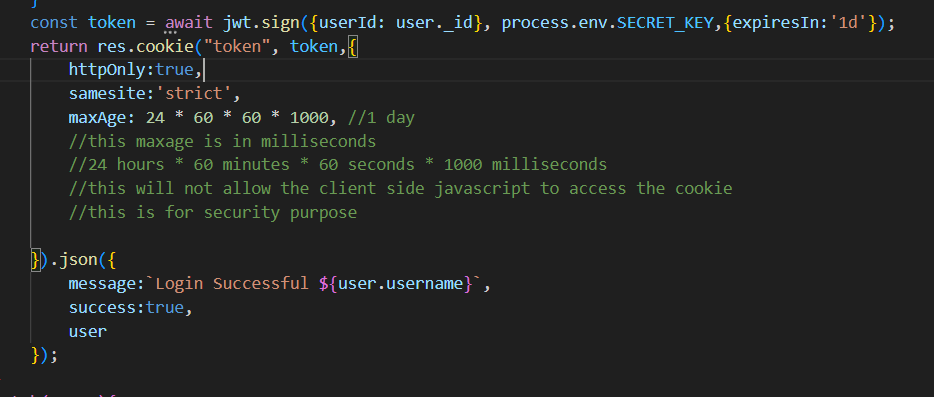 }
const token = await jwt.sign({userId: user._id}, process.env.SECRET_KEY,{expiresIn:'1d'});
return res.cookie("token", token,{
    httpOnly:true,
    samesite:'strict',
    maxAge: 24 * 60 * 60 * 1000, //1 day
    //this maxage is in milliseconds
    //24 hours * 60 minutes * 60 seconds * 1000 milliseconds
    //this will not allow the client side javascript to access the cookie
    //this is for security purpose
}).json({
    message:`Login Successful ${user.username}`,
    success:true,
    user
});